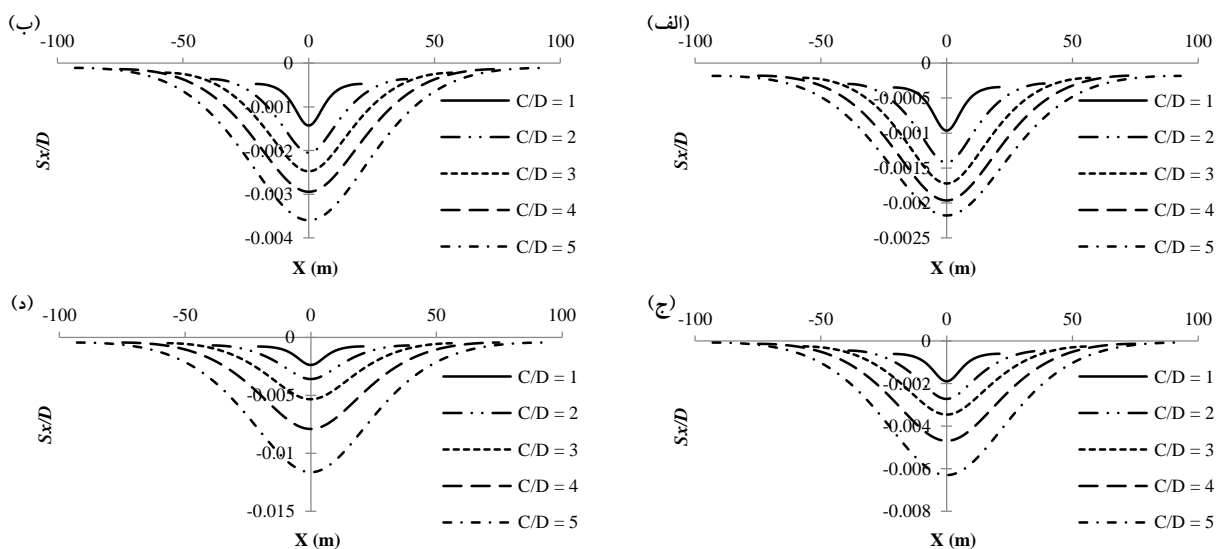 (الف)
-100 -50 0 50 100
0
-0.0005
-0.001
-0.0015
-0.002
-0.0025
Sx/D
X (m)
C/D = 1
C/D = 2
C/D = 3
C/D = 4
C/D = 5
(ب)
-100 -50 0 50 100
0
-0.001
-0.002
-0.003
-0.004
Sx/D
X (m)
C/D = 1
C/D = 2
C/D = 3
C/D = 4
C/D = 5
(ج)
-100 -50 0 50 100
0
-0.002
-0.004
-0.006
-0.008
Sx/D
X (m)
C/D = 1
C/D = 2
C/D = 3
C/D = 4
C/D = 5
(د)
-100 -50 0 50 100
0
-0.005
-0.01
-0.015
Sx/D
X (m)
C/D = 1
C/D = 2
C/D = 3
C/D = 4
C/D = 5